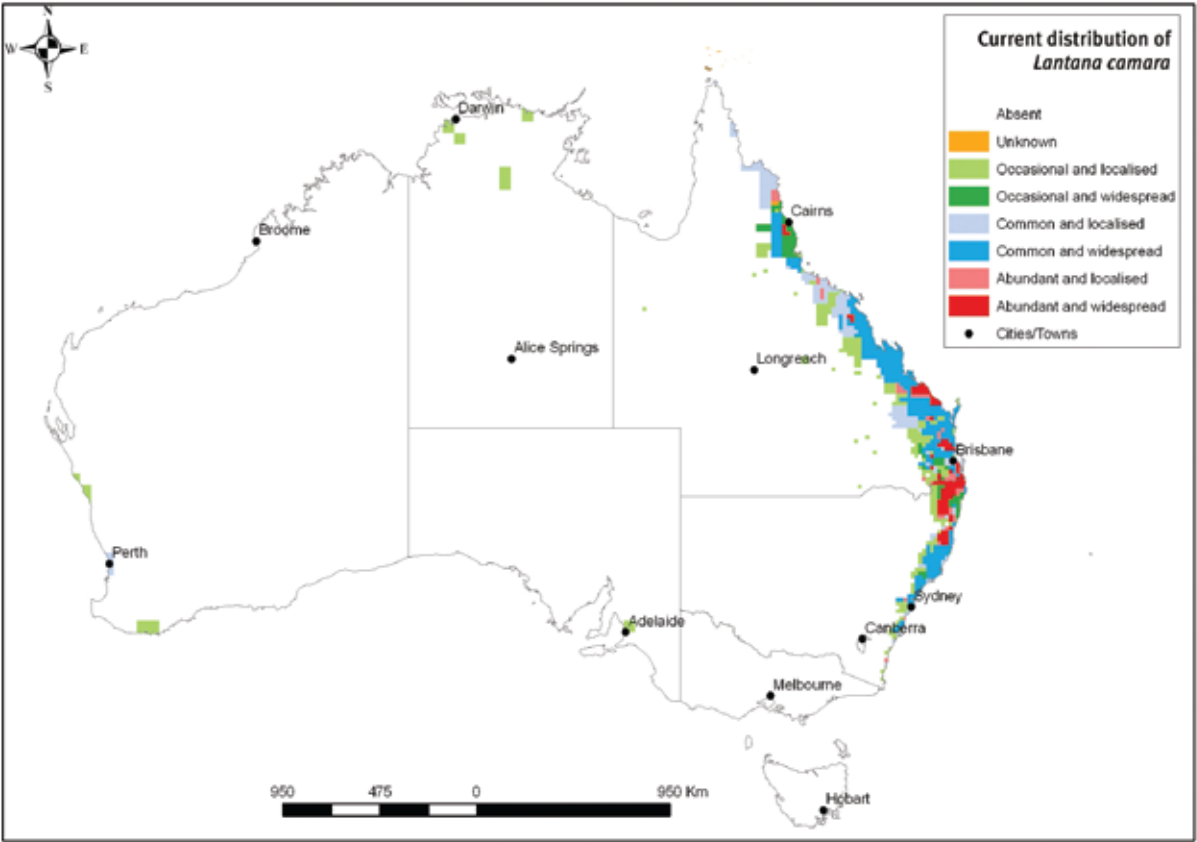 N
W E
S
Current distribution of
Lantana camara
Absent
Unknown
Occasional and localised
Occasional and widespread
Common and localised
Common and widespread
Abundant and localised
Abundant and widespread
Cities/Towns
Darwin
Cairns
Broome
Alice Springs
Longreach
Brisbane
Perth
Sydney
Adelaide
Canberra
Melbourne
Hobart
950 475 0 950 Km